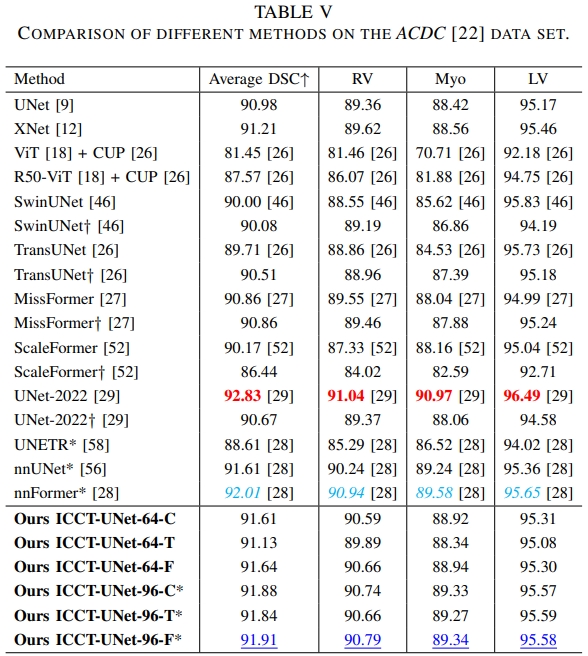 TABLE V
COMPARISON OF DIFFERENT METHODS ON THE ACDC [22] DATA SET.
Method Average DSC↑ RV Myo LV
UNet [9] 90.98 89.36 88.42 95.17
XNet [12] 91.21 89.62 88.56 95.46
ViT [18] + CUP [26] 81.45 [26] 81.46 [26] 70.71 [26] 92.18 [26]
R50-ViT [18] + CUP [26] 87.57 [26] 86.07 [26] 81.88 [26] 94.75 [26]
SwinUNet [46] 90.00 [46] 88.55 [46] 85.62 [46] 95.83 [46]
SwinUNet† [46] 90.08 89.19 86.86 94.19
TransUNet [26] 89.71 [26] 88.86 [26] 84.53 [26] 95.73 [26]
TransUNet† [26] 90.51 88.96 87.39 95.18
MissFormer [27] 90.86 [27] 89.55 [27] 88.04 [27] 94.99 [27]
MissFormer† [27] 90.86 89.46 87.88 95.24
ScaleFormer [52] 90.17 [52] 87.33 [52] 88.16 [52] 95.04 [52]
ScaleFormer† [52] 86.44 84.02 82.59 92.71
UNet-2022 [29] 92.83 [29] 91.04 [29] 90.97 [29] 96.49 [29]
UNet-2022† [29] 90.67 89.37 88.06 94.58
UNETR* [58] 88.61 [28] 85.29 [28] 86.52 [28] 94.02 [28]
nnUNet* [56] 91.61 [28] 90.24 [28] 89.24 [28] 95.36 [28]
nnFormer* [28] 92.01 [28] 90.94 [28] 89.58 [28] 95.65 [28]
Ours ICCT-UNet-64-C 91.61 90.59 88.92 95.31
Ours ICCT-UNet-64-T 91.13 89.89 88.34 95.08
Ours ICCT-UNet-64-F 91.64 90.66 88.94 95.30
Ours ICCT-UNet-96-C* 91.88 90.74 89.33 95.57
Ours ICCT-UNet-96-T* 91.84 90.66 89.27 95.59
Ours ICCT-UNet-96-F* 91.91 90.79 89.34 95.58